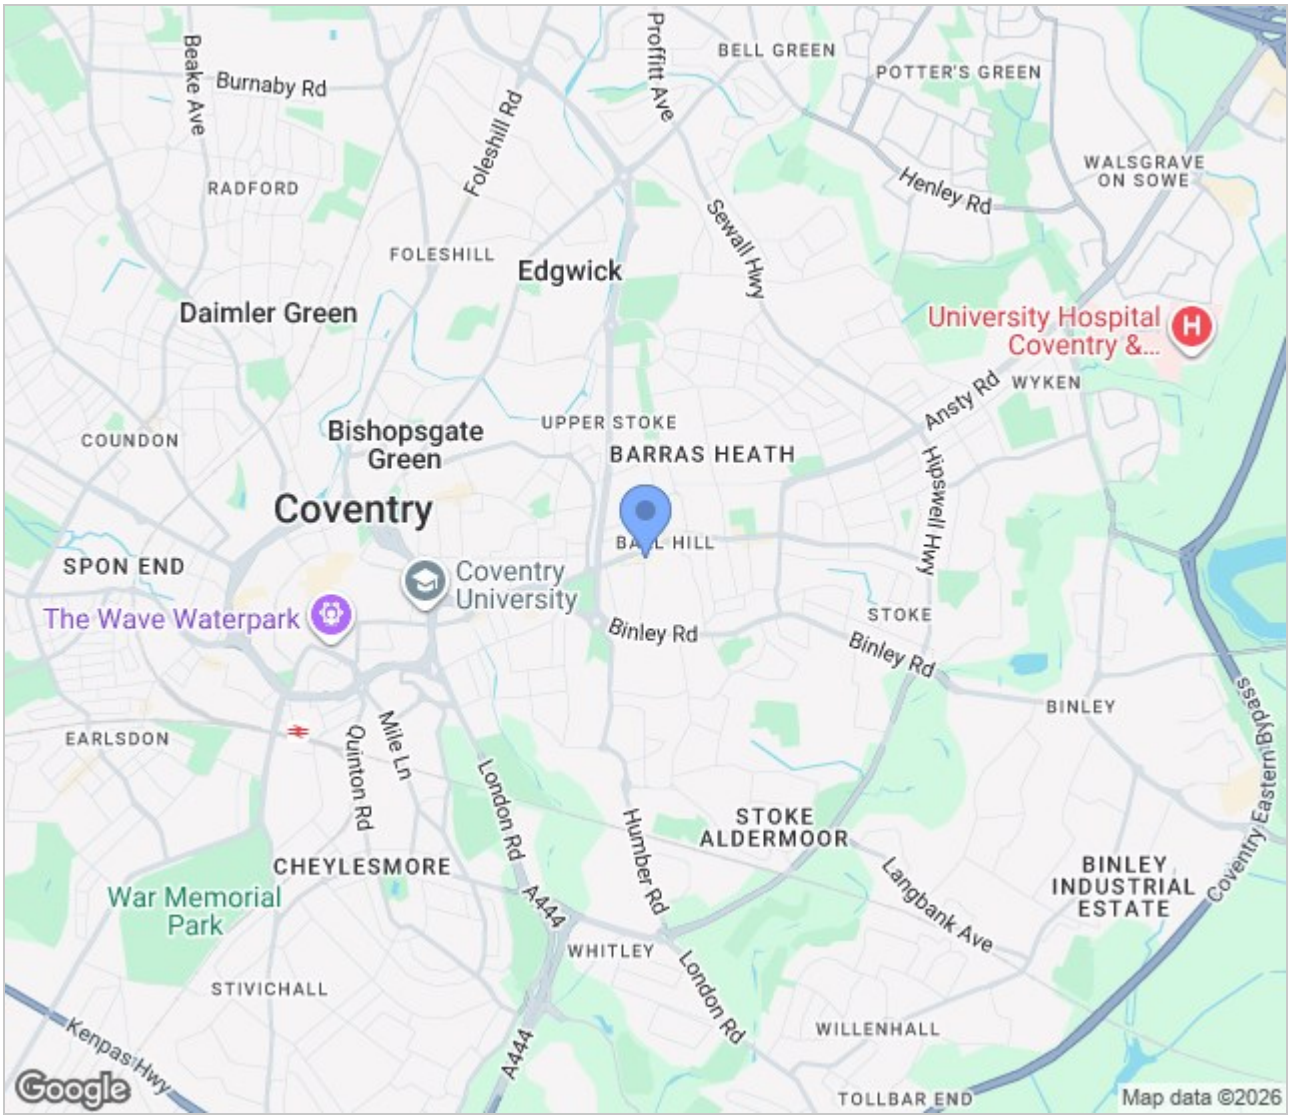 Proffitt Ave
BELL GREEN
POTTER'S GREEN
Beake Ave
Burnaby Rd
Foleshill Rd
WALSGRAVE
ON SOWE
Henley Rd
RADFORD
Sewall Hwy
FOLESHILL
Edgwick
Daimler Green
University Hospital
Coventry &...
H
WYKEN
Ansty Rd
UPPER STOKE
Bishopsgate
Green
COUNDON
BARRAS HEATH
Hipswell Hwy
Coventry
BALL HILL
SPON END
Coventry
University
The Wave Waterpark
STOKE
Binley Rd
Binley Rd
BINLEY
Coventry Eastern Bypass
EARLSDON
Mile Ln
Quinton Rd
London Rd
Humber Rd
STOKE
ALDERMOOR
CHEYLESMORE
Langbank Ave
BINLEY
INDUSTRIAL
ESTATE
War Memorial
Park
A444
WHITLEY
London Rd
STIVICHALL
WILLENHALL
Kenpas Hwy
A444
TOLLBAR END
Google
Map data ©2026